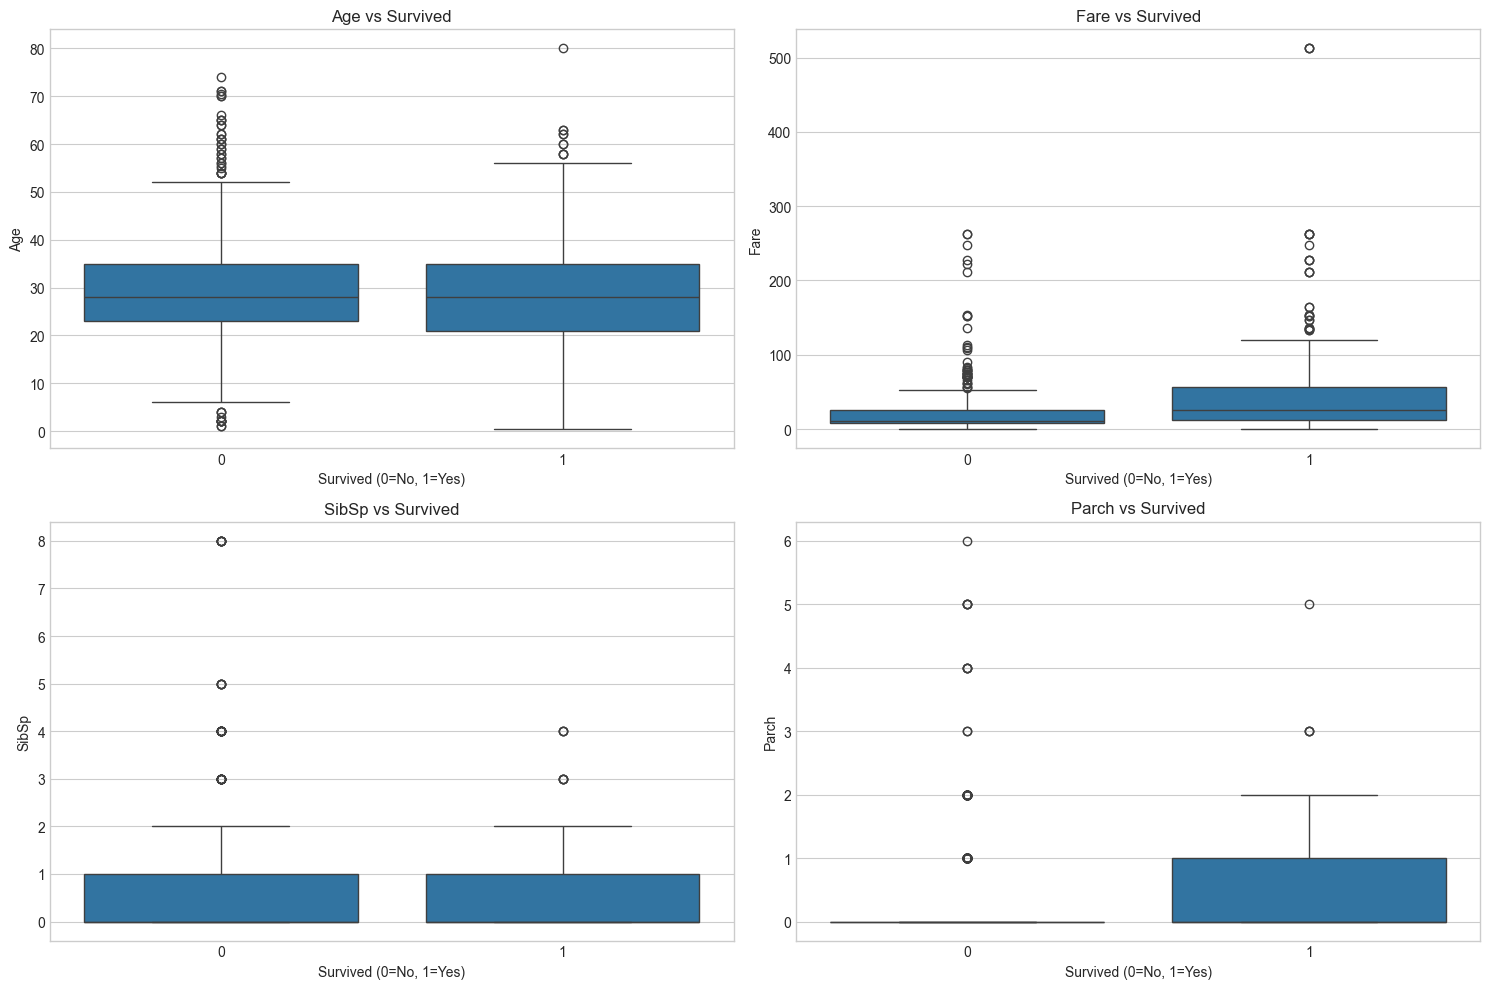 Age vs Survived
80
70
60
50
40
30
20
10
0
Age
0 1
Survived (0=No, 1=Yes)
Fare vs Survived
500
400
300
200
100
0
Fare
0 1
Survived (0=No, 1=Yes)
SibSp vs Survived
8
7
6
5
4
3
2
1
0
SibSp
0 1
Survived (0=No, 1=Yes)
Parch vs Survived
6
5
4
3
2
1
0
Parch
0 1
Survived (0=No, 1=Yes)